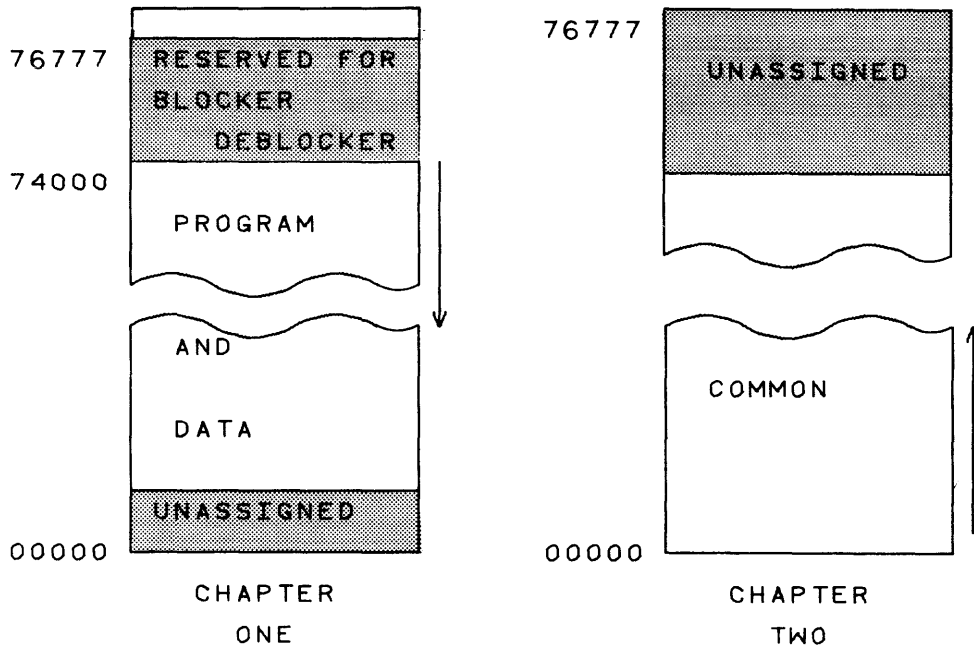 76777
RESERVED FOR
BLOCKER
DEBLOCKER
74000
PROGRAM
AND
DATA
UNASSIGNED
00000
CHAPTER
ONE
76777
UNASSIGNED
COMMON
00000
CHAPTER
TWO